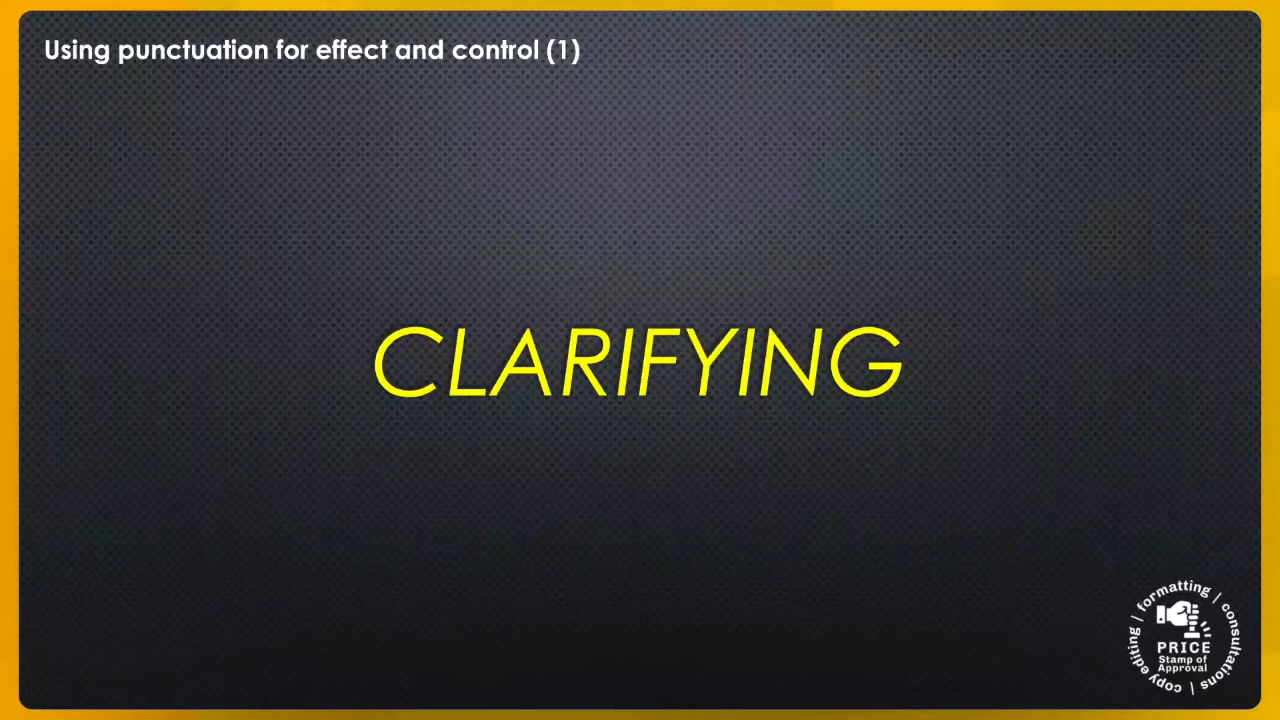 Using punctuation for effect and control (1)
CLARIFYING
copy editing | formatting | consultations |
PRICE
Stamp of
Approval